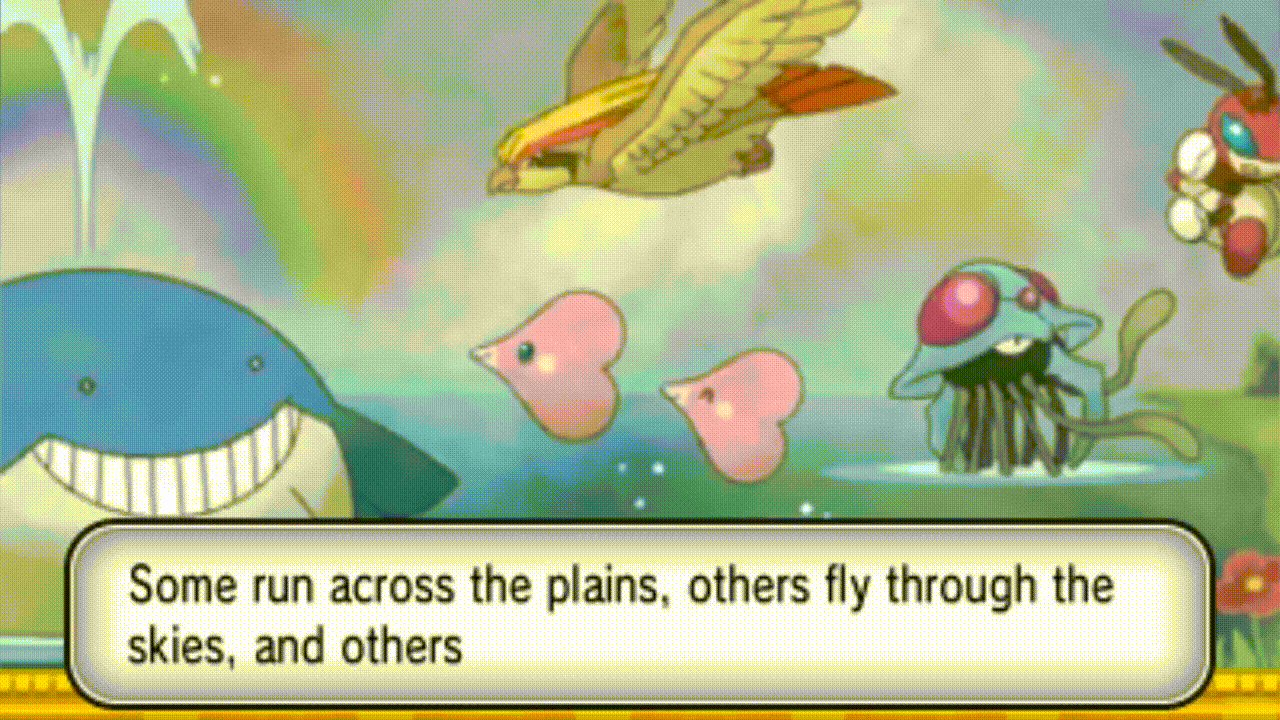 Some run across the plains, others fly through the
skies, and others